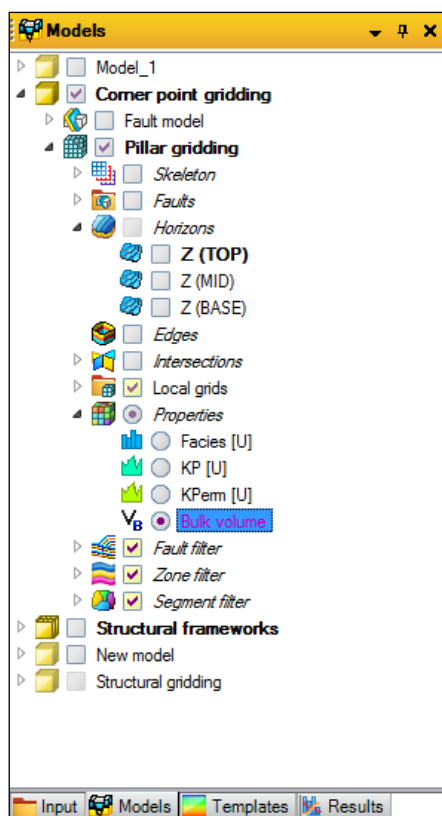 Models
Model_1
Corner point gridding
Fault model
Pillar gridding
Skeleton
Faults
Horizons
Z (TOP)
Z (MID)
Z (BASE)
Edges
Intersections
Local grids
Properties
Facies [U]
KP [U]
KPerm [U]
VB Bulk volume
Fault filter
Zone filter
Segment filter
Structural frameworks
New model
Structural gridding
Input Models Templates Results